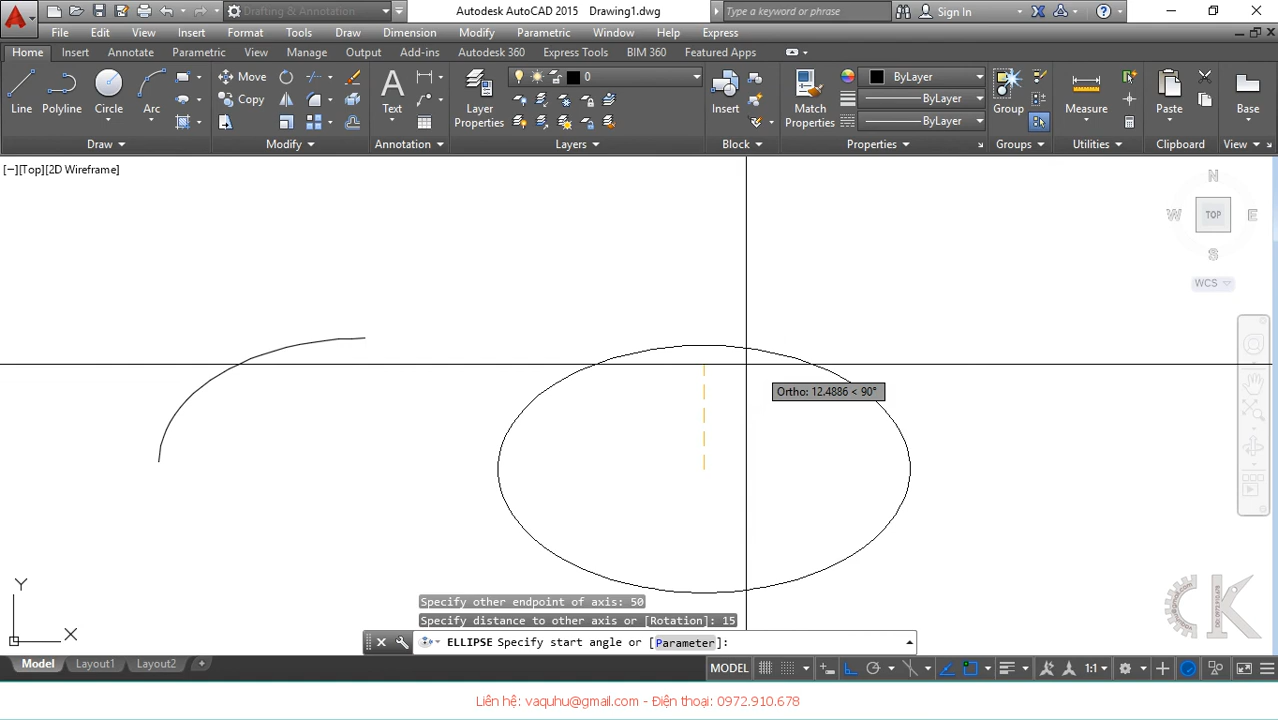 Drafting & Annotation
Autodesk AutoCAD 2015 Drawing1.dwg
Type a keyword or phrase
Sign In
File Edit View Insert Format Tools Draw Dimension Modify Parametric Window Help Express
Home Insert Annotate Parametric View Manage Output Add-ins Autodesk 360 Express Tools BIM 360 Featured Apps
Line Polyline Circle Arc
Move
Copy
Text
Layer Properties
0
Insert
Match Properties
ByLayer
ByLayer
ByLayer
Group
Measure
Paste
Base
Draw Modify Annotation Layers Block Properties Groups Utilities Clipboard View
[−][Top][2D Wireframe]
N
W TOP E
S
WCS
Ortho: 12.4886 < 90°
Y
X
Specify other endpoint of axis: 50
Specify distance to other axis or [Rotation]: 15
ELLIPSE Specify start angle or [Parameter]:
Model Layout1 Layout2 +
MODEL
1:1
Liên hệ: vaquhu@gmail.com - Điện thoại: 0972.910.678